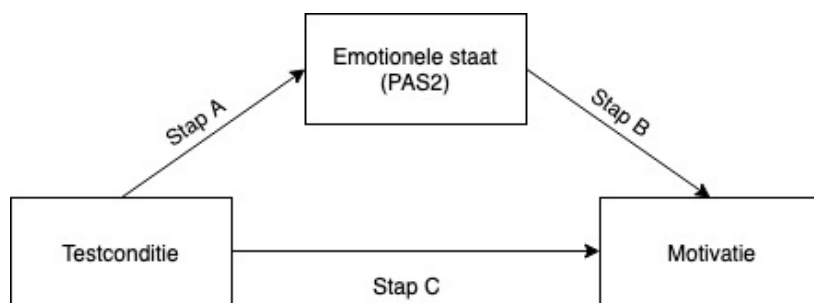 Emotionele staat
(PAS2)
Stap A
Stap B
Testconditie
Motivatie
Stap C